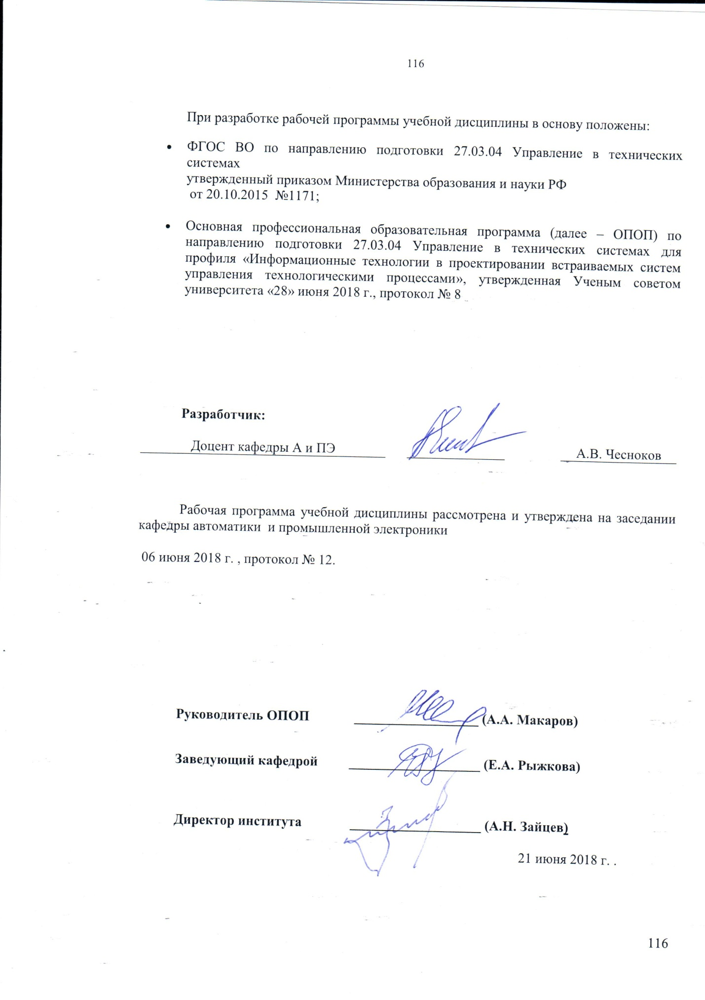 116
При разработке рабочей программы учебной дисциплины в основу положены:
• ФГОС ВО по направлению подготовки 27.03.04 Управление в технических
системах
утвержденный приказом Министерства образования и науки РФ
от 20.10.2015 №1171;
• Основная профессиональная образовательная программа (далее – ОПОП) по
направлению подготовки 27.03.04 Управление в технических системах для
профиля «Информационные технологии в проектировании встраиваемых систем
управления технологическими процессами», утвержденная Ученым советом
университета «28» июня 2018 г., протокол № 8
Разработчик:
Доцент кафедры А и ПЭ А.В. Чесноков
Рабочая программа учебной дисциплины рассмотрена и утверждена на заседании
кафедры автоматики и промышленной электроники
06 июня 2018 г. , протокол № 12.
Руководитель ОПОП (А.А. Макаров)
Заведующий кафедрой (Е.А. Рыжкова)
Директор института (А.Н. Зайцев)
21 июня 2018 г. .
116